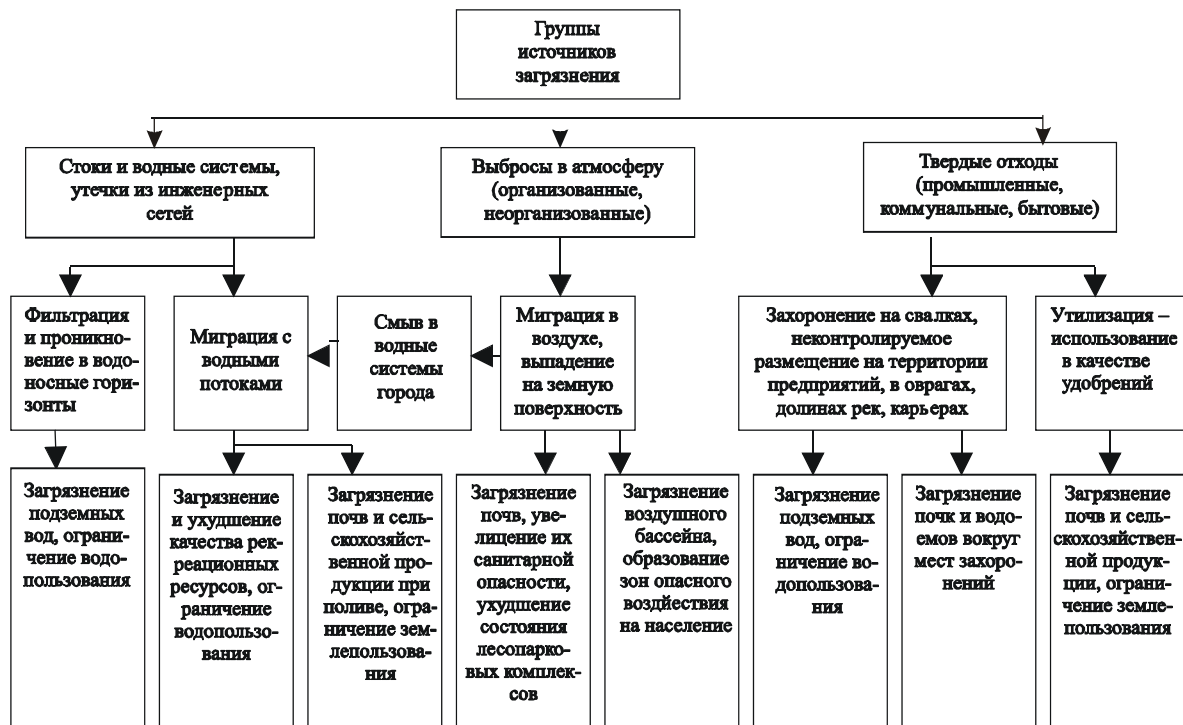 Группы
источников
загрязнения
Стоки и водные системы,
утечки из инженерных
сетей
Выбросы в атмосферу
(организованные,
неорганизованные)
Твердые отходы
(промышленные,
коммунальные, бытовые)
Фильтрация
и проникно-
вение в водо-
носные гори-
зонты
Миграция с
водными
потоками
Смыв в
водные
системы
города
Миграция в
воздухе,
выпадение
на земную
поверхность
Захоронение на свалках,
неконтролируемое
размещение на территории
предприятий, в оврагах,
долинах рек, карьерах
Утилизация –
использование
в качестве
удобрений
Загрязнение
подземных
вод, ограни-
чение водо-
пользования
Загрязнение
и ухудшение
качества рек-
реационных
ресурсов, ог-
раничение
водопользо-
вания
Загрязнение
почв и сель-
скохозяйст-
венной про-
дукции при
поливе, огра-
ничение зем-
лепользова-
ния
Загрязнение
почв, уве-
лицение их
санитарной
опасности,
ухудшение
состояния
лесопарко-
вых комплек-
сов
Загрязнение
воздушного
бассейна,
образование
зон опасного
воздйествия
на население
Загрязнение
подземных
вод, огра-
ничение во-
допользова-
ния
Загрязнение
почк и водо-
емов вокруг
мест захоро-
нений
Загрязнение
почв и сель-
скохозяйствен-
ной продук-
ции, ограни-
чение земле-
пользования